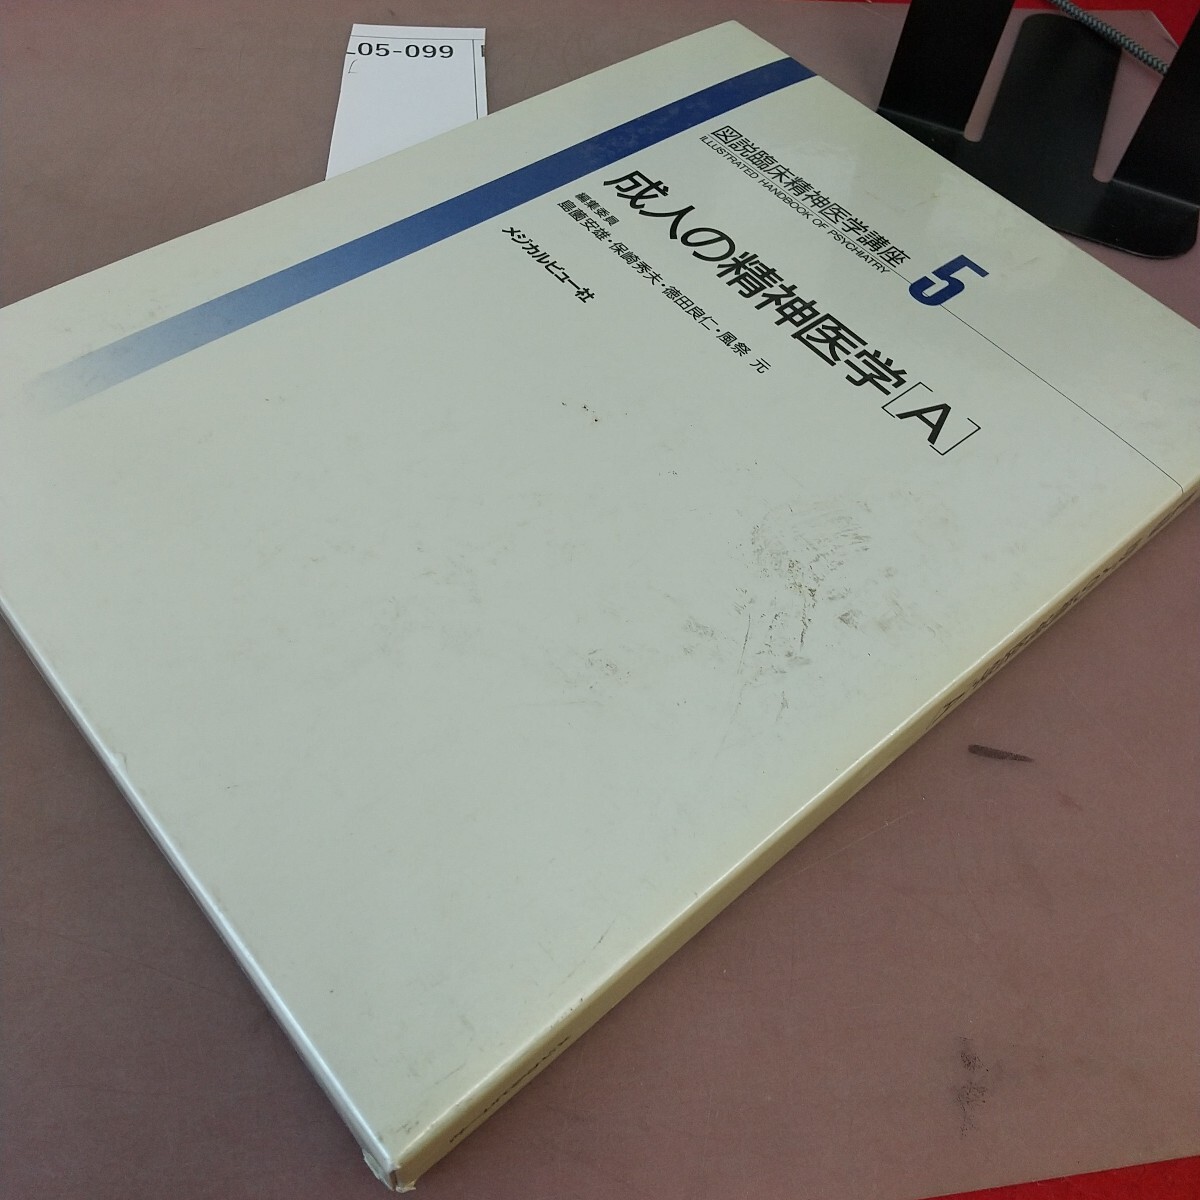 05-099
図説臨床精神医学講座
ILLUSTRATED HANDBOOK OF PSYCHIATRY
5
成人の精神医学[A]
編集委員
島薗安雄・保崎秀夫・徳田良仁・風祭 元
メジカルビュー社